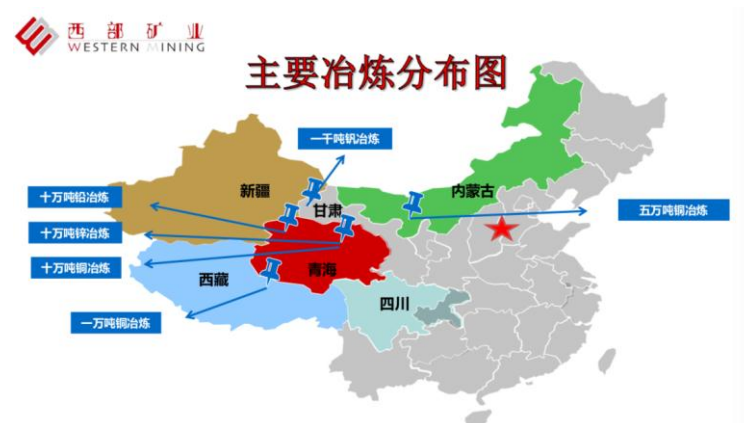 西部矿业
WESTERN MINING
主要冶炼分布图
一千吨钒冶炼
新疆
内蒙古
十万吨铅冶炼
甘肃
五万吨铜冶炼
十万吨锌冶炼
十万吨铜冶炼
青海
西藏
四川
一万吨铜冶炼